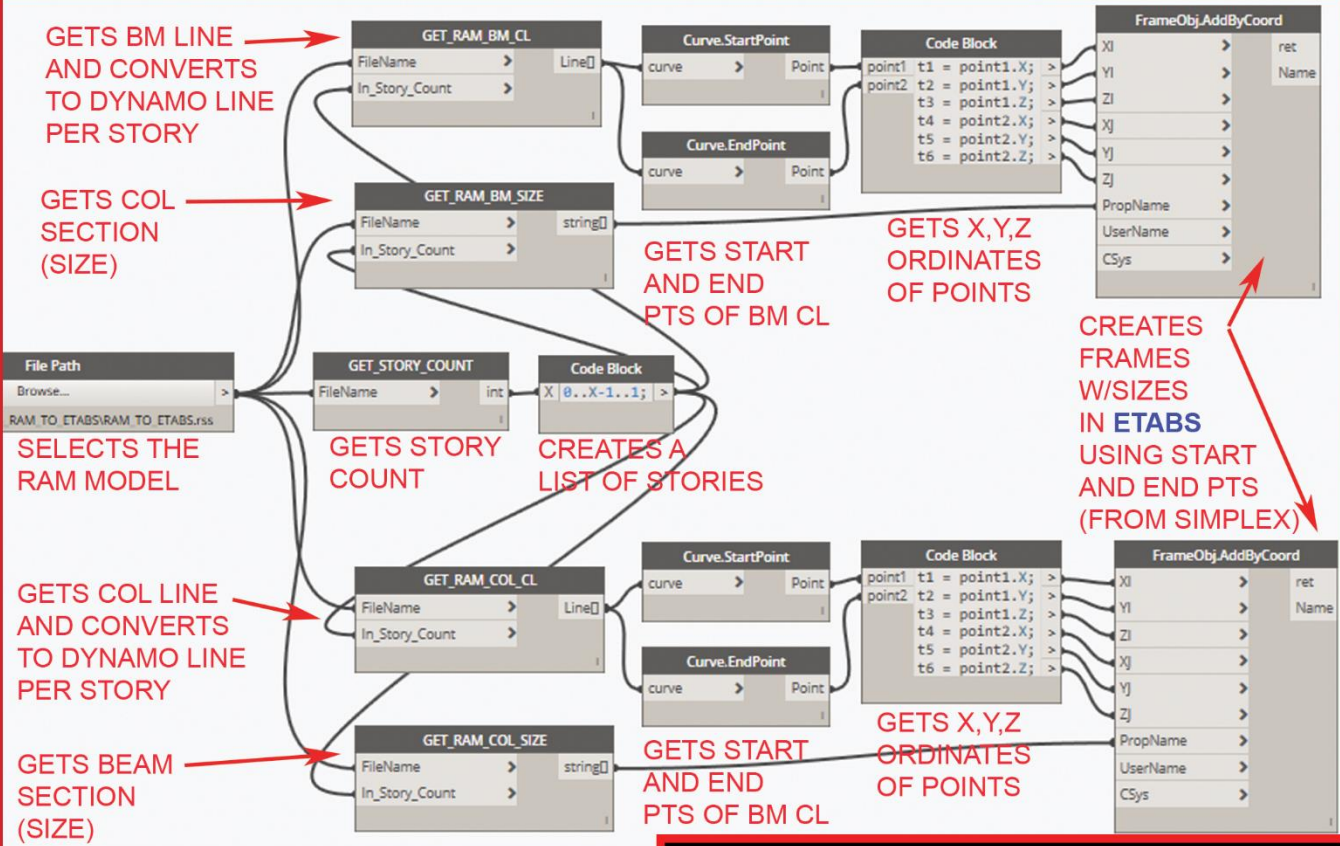 GETS BM LINE
AND CONVERTS
TO DYNAMO LINE
PER STORY
GET_RAM_BM_CL
FileName > Line[]
In_Story_Count >
Curve.StartPoint
curve > Point
Code Block
point1 t1 = point1.X; >
point2 t2 = point1.Y; >
t3 = point1.Z; >
t4 = point2.X; >
t5 = point2.Y; >
t6 = point2.Z; >
FrameObj.AddByCoord
XI > ret
YI > Name
ZI >
XJ >
YJ >
ZJ >
PropName >
UserName >
CSys >
Curve.EndPoint
curve > Point
GETS COL
SECTION
(SIZE)
GET_RAM_BM_SIZE
FileName > string[]
In_Story_Count >
GETS START
AND END
PTS OF BM CL
GETS X,Y,Z
ORDINATES
OF POINTS
CREATES
FRAMES
W/SIZES
IN ETABS
USING START
AND END PTS
(FROM SIMPLEX)
File Path
Browse... >
_RAM_TO_ETABS\RAM_TO_ETABS.rss
SELECTS THE
RAM MODEL
GET_STORY_COUNT
FileName > int
GETS STORY
COUNT
Code Block
X 0..X-1..1; >
CREATES A
LIST OF STORIES
GETS COL LINE
AND CONVERTS
TO DYNAMO LINE
PER STORY
GET_RAM_COL_CL
FileName > Line[]
In_Story_Count >
Curve.StartPoint
curve > Point
Curve.EndPoint
curve > Point
Code Block
point1 t1 = point1.X; >
point2 t2 = point1.Y; >
t3 = point1.Z; >
t4 = point2.X; >
t5 = point2.Y; >
t6 = point2.Z; >
FrameObj.AddByCoord
XI > ret
YI > Name
ZI >
XJ >
YJ >
ZJ >
PropName >
UserName >
CSys >
GETS BEAM
SECTION
(SIZE)
GET_RAM_COL_SIZE
FileName > string[]
In_Story_Count >
GETS START
AND END
PTS OF BM CL
GETS X,Y,Z
ORDINATES
OF POINTS